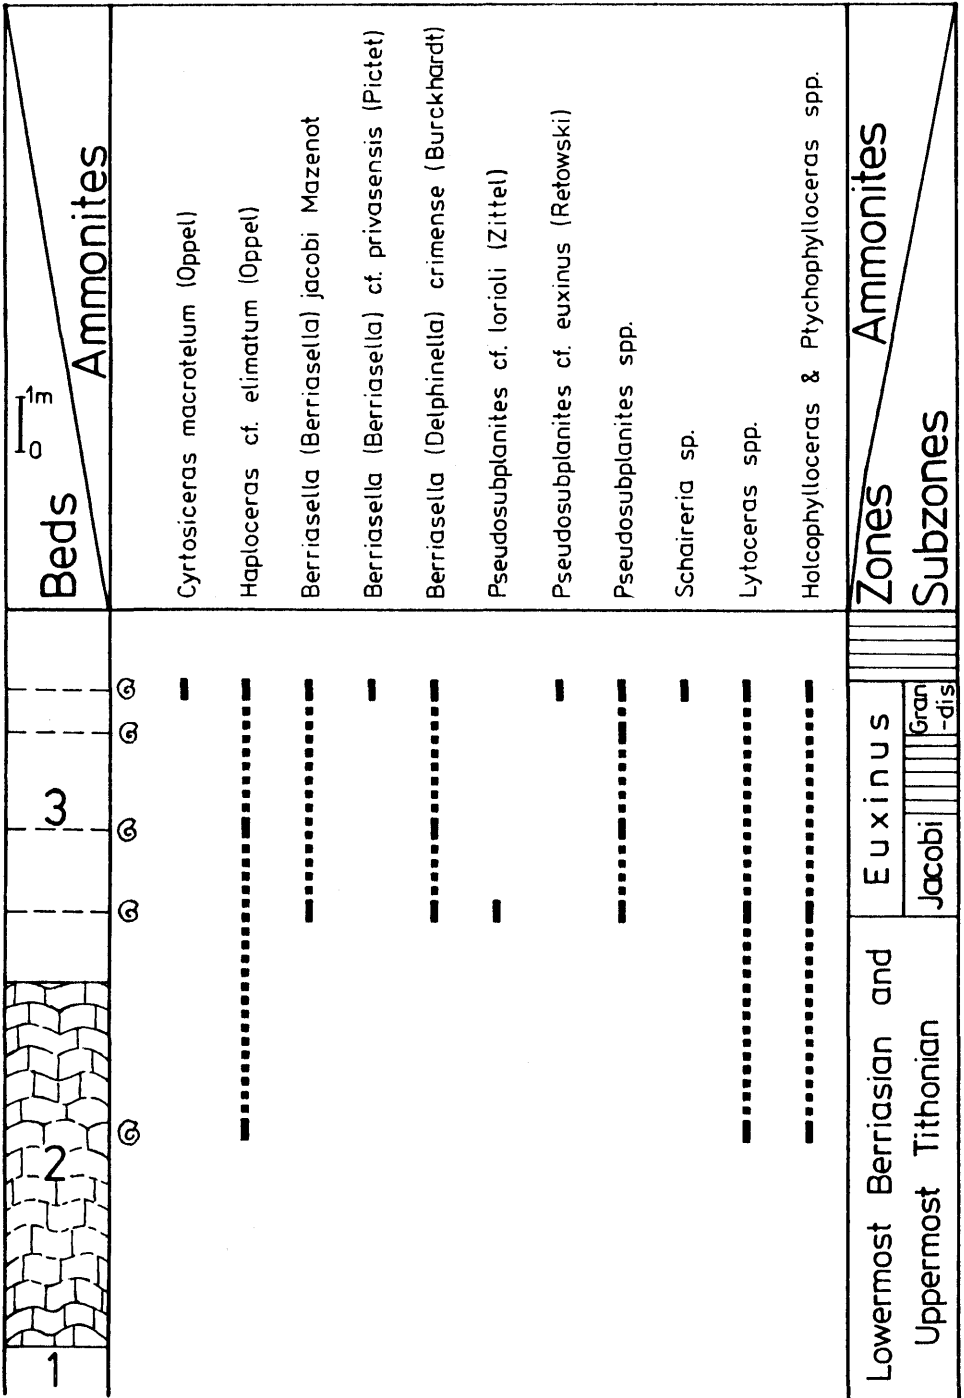 Beds
Ammonites
1m
0
Cyrtosiceras macrotelum (Oppel)
Haploceras cf. elimatum (Oppel)
Berriasella (Berriasella) jacobi Mazenot
Berriasella (Berriasella) cf. privasensis (Pictet)
Berriasella (Delphinella) crimense (Burckhardt)
Pseudosubplanites cf. lorioli (Zittel)
Pseudosubplanites cf. euxinus (Retowski)
Pseudosubplanites spp.
Schaireria sp.
Lytoceras spp.
Holcophylloceras & Ptychophylloceras spp.
Zones
Ammonites
Subzones
3
2
1
Euxinus
Gran
-dis
Jacobi
Lowermost Berriasian and
Uppermost Tithonian